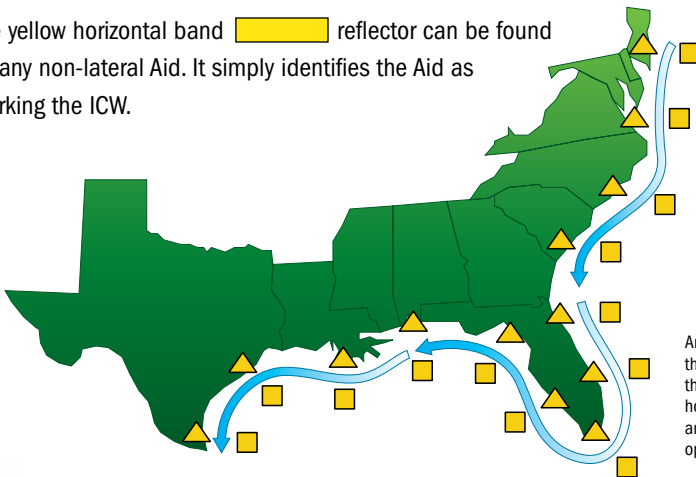 yellow horizontal band reflector can be found
any non-lateral Aid. It simply identifies the Aid as
king the ICW.